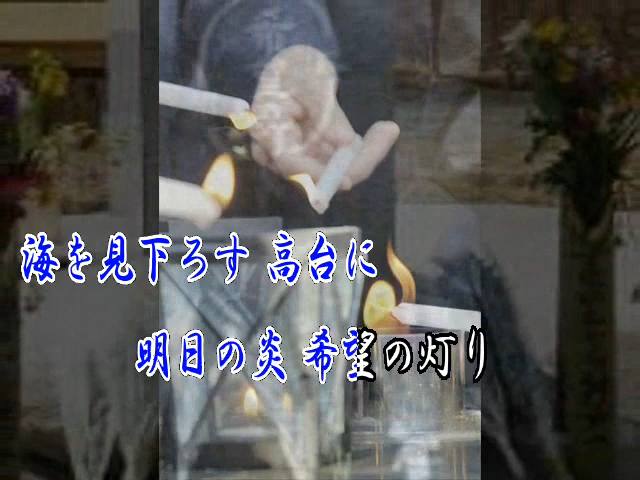 海を見下ろす 高台に
明日の炎 希望の灯り